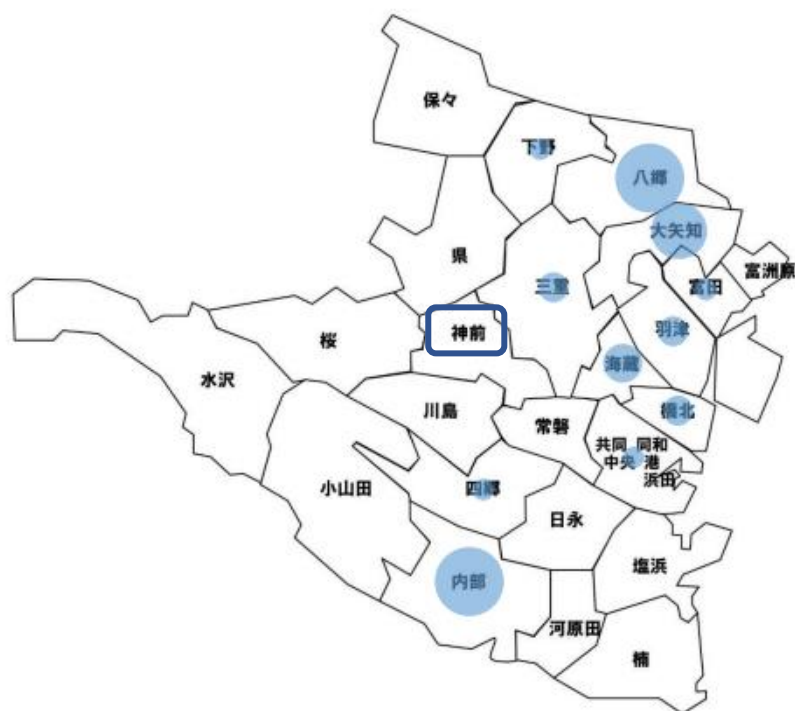 保々
下野
八郷
大矢知
県
富洲原
三重
富田
神前
羽津
桜
海蔵
水沢
川島
橋北
常磐
共同 同和
中央 港
浜田
小山田
四郷
日永
塩浜
内部
河原田
楠